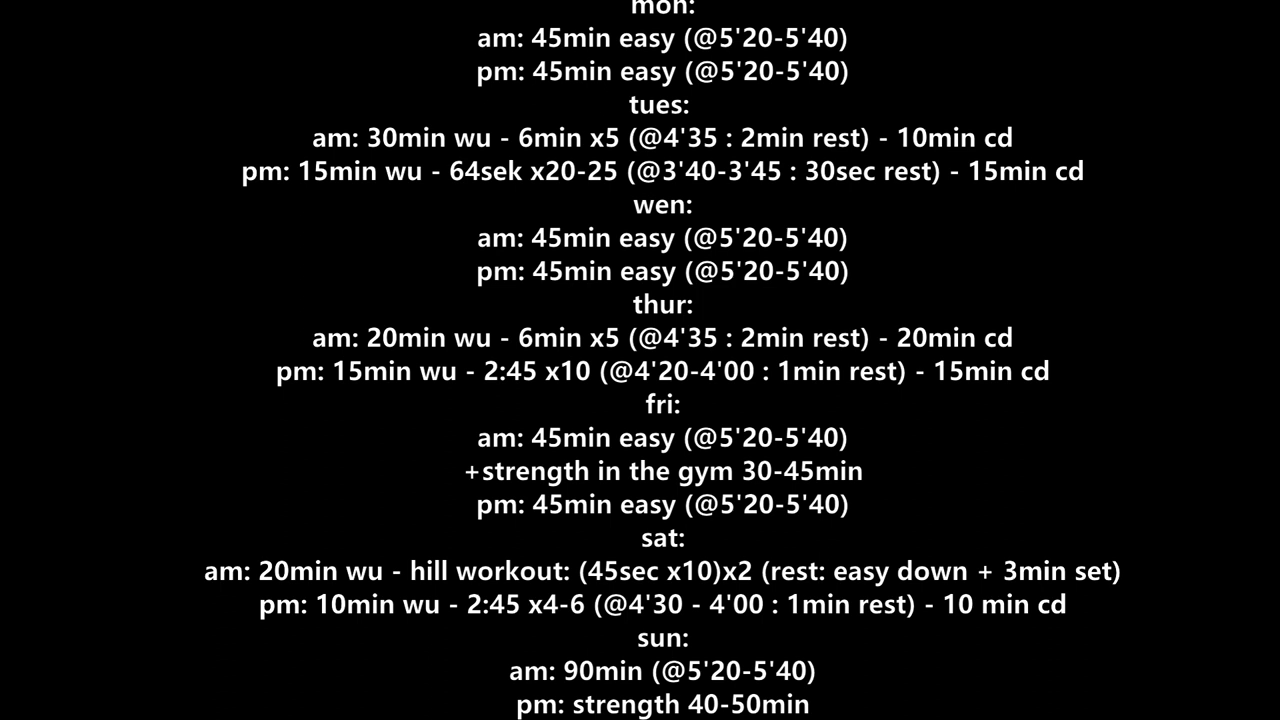 mon:
am: 45min easy (@5'20-5'40)
pm: 45min easy (@5'20-5'40)
tues:
am: 30min wu - 6min x5 (@4'35 : 2min rest) - 10min cd
pm: 15min wu - 64sek x20-25 (@3'40-3'45 : 30sec rest) - 15min cd
wen:
am: 45min easy (@5'20-5'40)
pm: 45min easy (@5'20-5'40)
thur:
am: 20min wu - 6min x5 (@4'35 : 2min rest) - 20min cd
pm: 15min wu - 2:45 x10 (@4'20-4'00 : 1min rest) - 15min cd
fri:
am: 45min easy (@5'20-5'40)
+strength in the gym 30-45min
pm: 45min easy (@5'20-5'40)
sat:
am: 20min wu - hill workout: (45sec x10)x2 (rest: easy down + 3min set)
pm: 10min wu - 2:45 x4-6 (@4'30 - 4'00 : 1min rest) - 10 min cd
sun:
am: 90min (@5'20-5'40)
pm: strength 40-50min